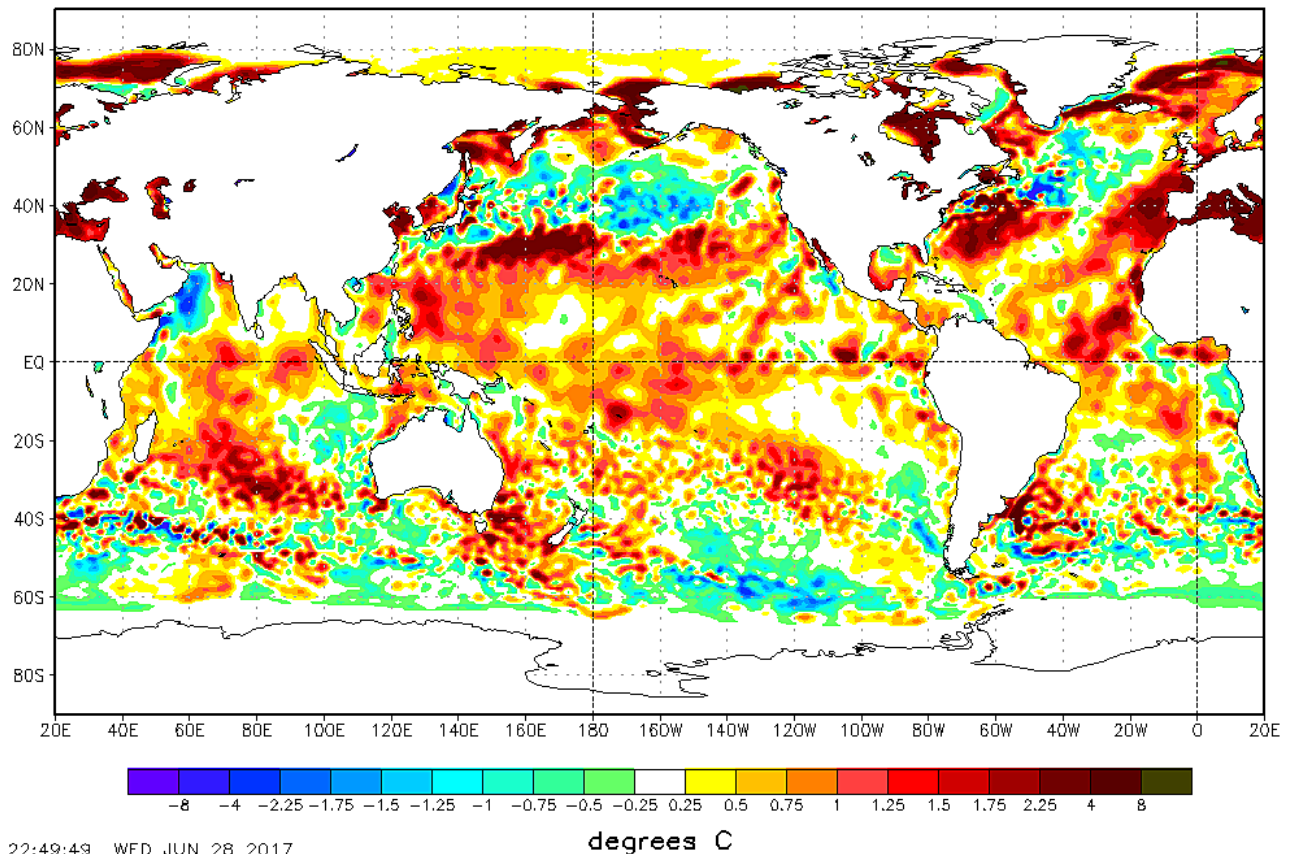 80N
60N
40N
20N
EQ
20S
40S
60S
80S
20E 40E 60E 80E 100E 120E 140E 160E 180 160W 140W 120W 100W 80W 60W 40W 20W 0 20E
-8 -4 -2.25 -1.75 -1.5 -1.25 -1 -0.75 -0.5 -0.25 0.25 0.5 0.75 1 1.25 1.5 1.75 2.25 4 8
degrees C
22:49:49 WED JUN 28 2017